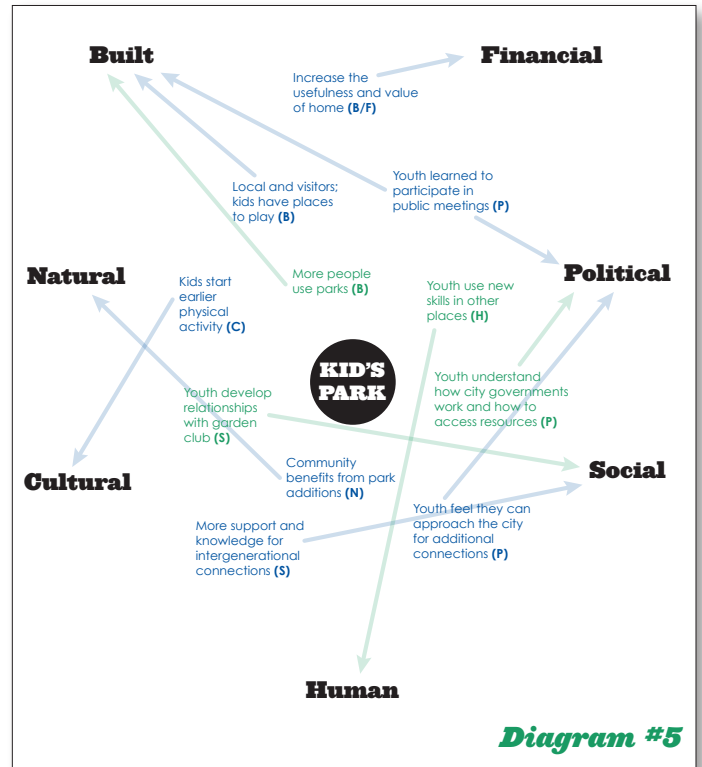 Built
Financial
Increase the
usefulness and value
of home (B/F)
Local and visitors;
kids have places
to play (B)
Youth learned to
participate in
public meetings (P)
Natural
Political
Kids start
earlier
physical
activity (C)
More people
use parks (B)
Youth use new
skills in other
places (H)
KID'S
PARK
Youth develop
relationships
with garden
club (S)
Youth understand
how city governments
work and how to
access resources (P)
Cultural
Social
Community
benefits from park
additions (N)
More support and
knowledge for
intergenerational
connections (S)
Youth feel they can
approach the city
for additional
connections (P)
Human
Diagram #5